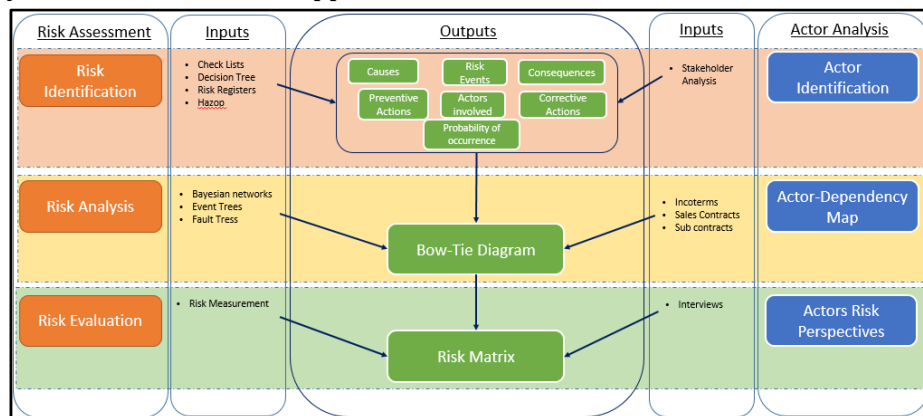 Risk Assessment
Inputs
Outputs
Inputs
Actor Analysis
Risk
Identification
• Check Lists
• Decision Tree
• Risk Registers
• Hazop
Causes
Risk
Events
Consequences
Preventive
Actions
Actors
involved
Corrective
Actions
Probability of
occurrence
• Stakeholder
Analysis
Actor
Identification
Risk Analysis
• Bayesian networks
• Event Trees
• Fault Tress
Bow-Tie Diagram
• Incoterms
• Sales Contracts
• Sub contracts
Actor-Dependency
Map
Risk Evaluation
• Risk Measurement
Risk Matrix
• Interviews
Actors Risk
Perspectives